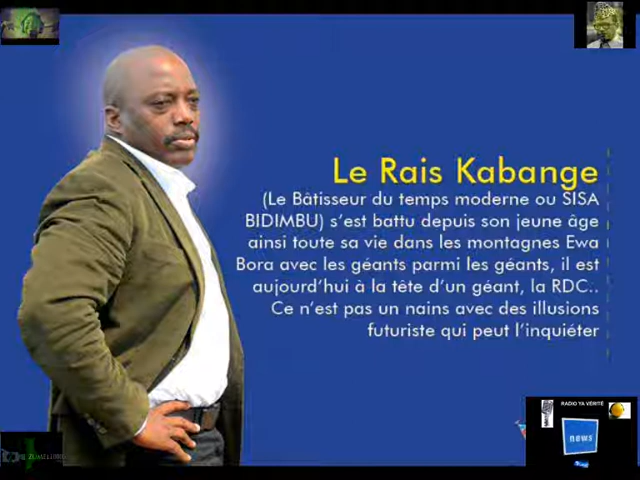 Le Rais Kabange
(Le Bâtisseur du temps moderne ou SISA
BIDIMBU) s'est battu depuis son jeune âge
ainsi toute sa vie dans les montagnes Ewa
Bora avec les géants parmi les géants, il est
aujourd'hui à la tête d'un géant, la RDC..
Ce n'est pas un nains avec des illusions
futuriste qui peut l'inquiéter
RADIO YA VÉRITÉ
news